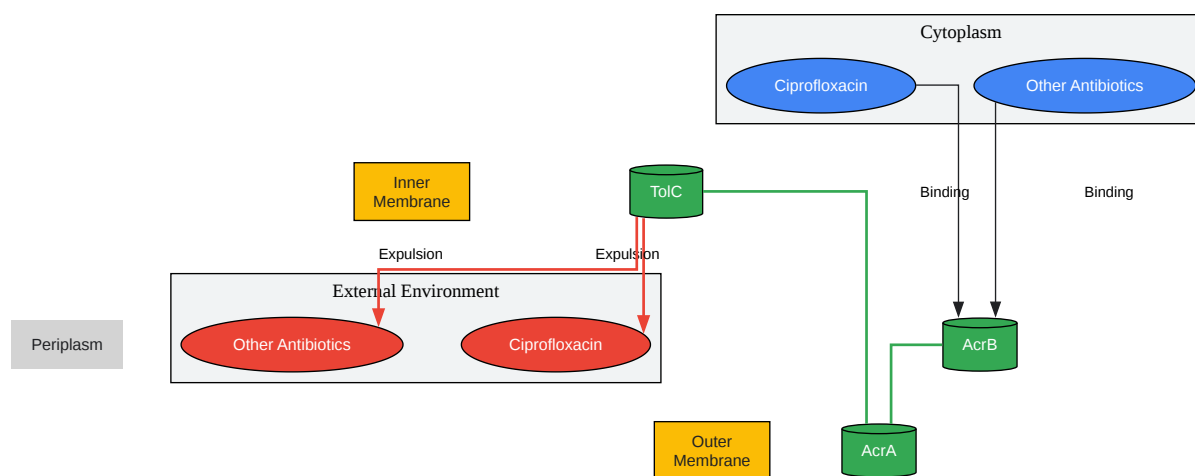 Cytoplasm
Ciprofloxacin
Other Antibiotics
Inner
Membrane
TolC
Binding
Binding
Expulsion
Expulsion
External Environment
Periplasm
Other Antibiotics
Ciprofloxacin
AcrB
Outer
Membrane
AcrA